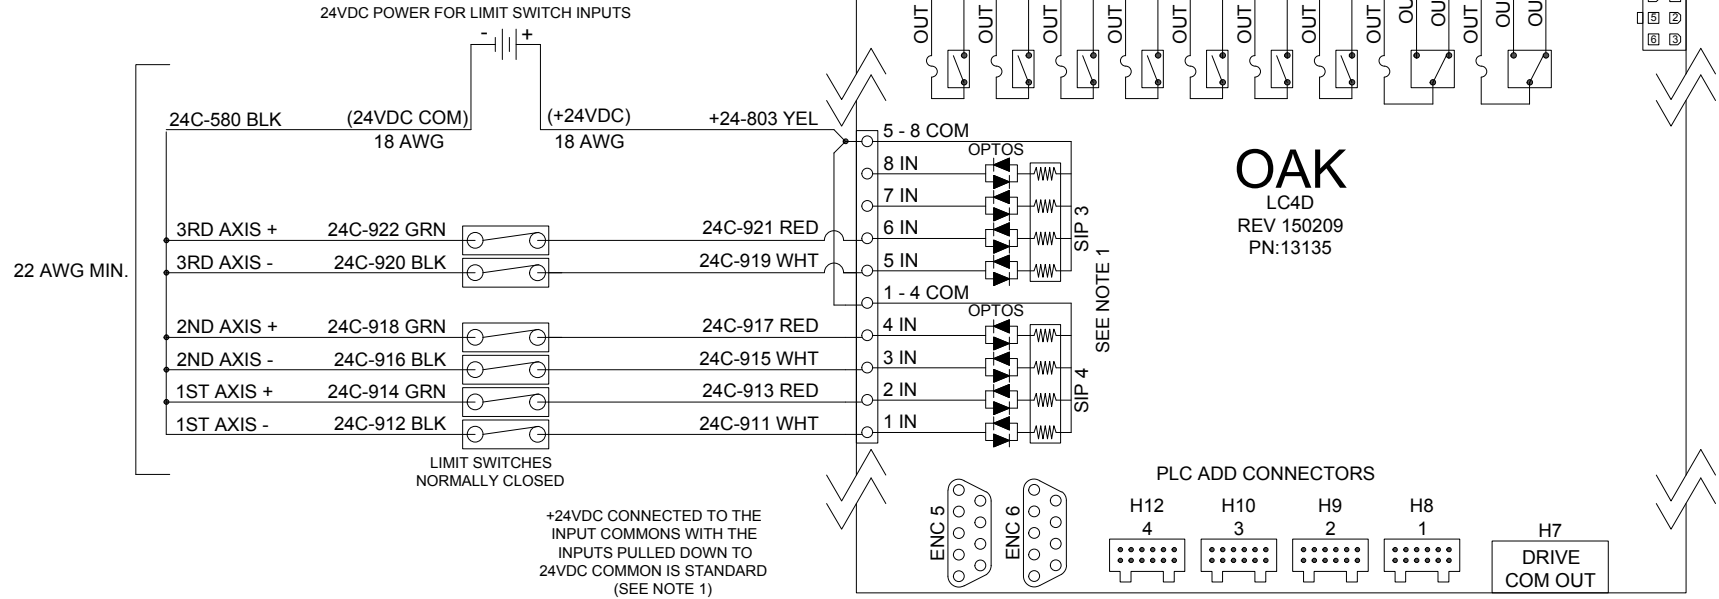 24VDC POWER FOR LIMIT SWITCH INPUTS
- +
OUT OUT OUT OUT OUT OUT OUT OUT OUT
5 2
6 3
24C-580 BLK (24VDC COM) (+24VDC) +24-803 YEL
18 AWG 18 AWG
5 - 8 COM
OPTOS
8 IN
7 IN
3RD AXIS + 24C-922 GRN 24C-921 RED 6 IN
3RD AXIS - 24C-920 BLK 24C-919 WHT 5 IN
SIP 3
22 AWG MIN.
1 - 4 COM
OPTOS
2ND AXIS + 24C-918 GRN 24C-917 RED 4 IN
2ND AXIS - 24C-916 BLK 24C-915 WHT 3 IN
1ST AXIS + 24C-914 GRN 24C-913 RED 2 IN
1ST AXIS - 24C-912 BLK 24C-911 WHT 1 IN
SIP 4
SEE NOTE 1
OAK
LC4D
REV 150209
PN:13135
LIMIT SWITCHES
NORMALLY CLOSED
+24VDC CONNECTED TO THE
INPUT COMMONS WITH THE
INPUTS PULLED DOWN TO
24VDC COMMON IS STANDARD
(SEE NOTE 1)
ENC 5
ENC 6
PLC ADD CONNECTORS
H12 H10 H9 H8
4 3 2 1
H7
DRIVE
COM OUT